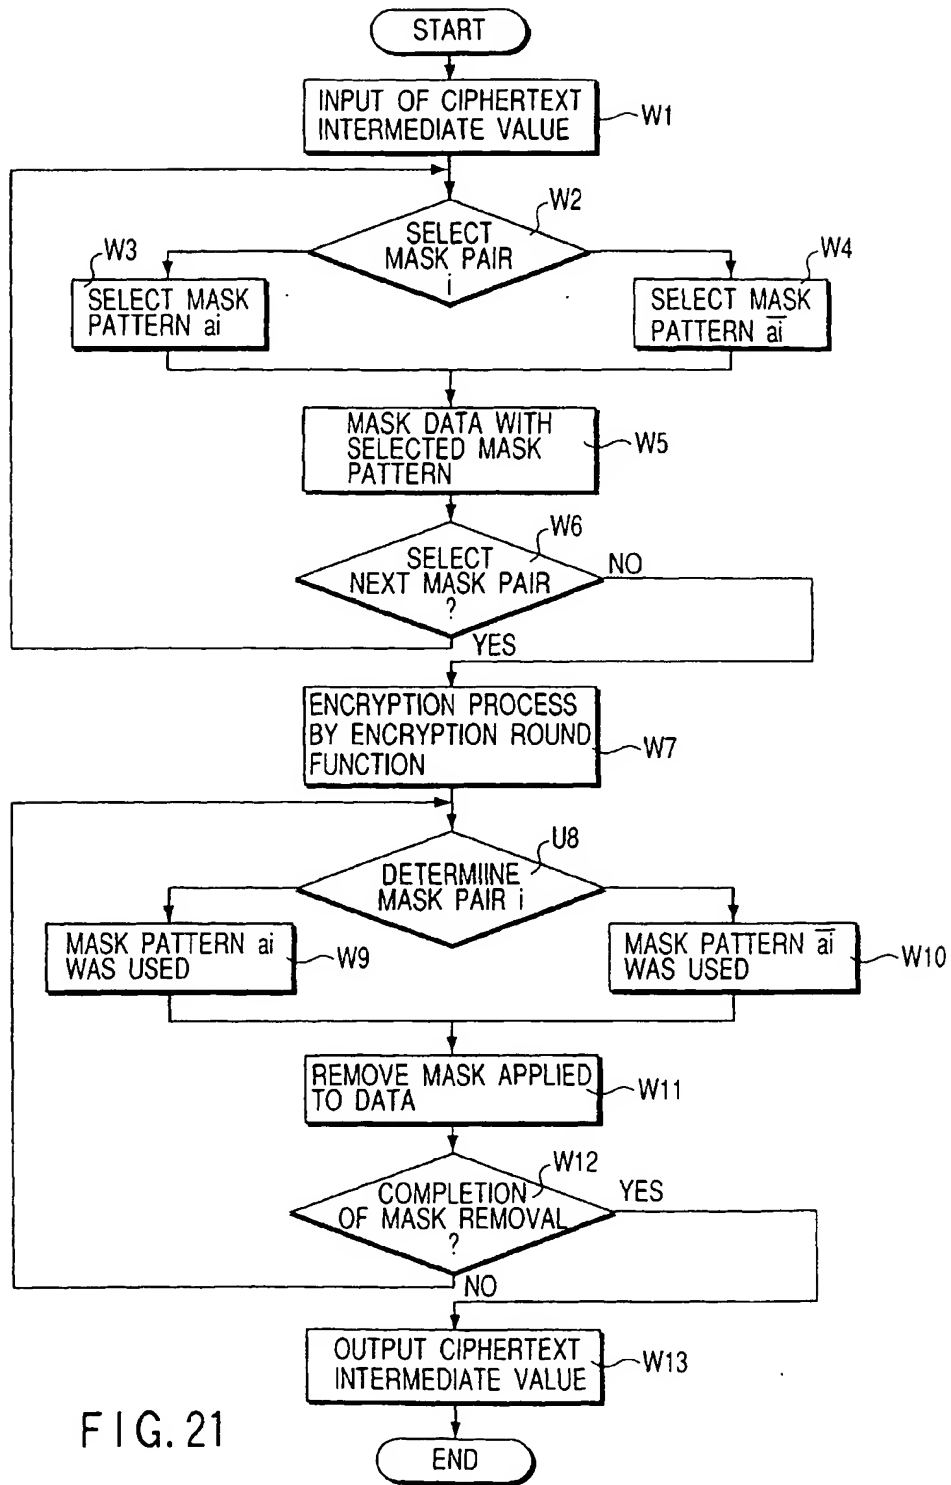 START
INPUT OF CIPHERTEXT
INTERMEDIATE VALUE
W1
W2
SELECT
MASK PAIR
i
W3
SELECT MASK
PATTERN ai
W4
SELECT MASK
PATTERN a̅i̅
MASK DATA WITH
SELECTED MASK
PATTERN
W5
W6
SELECT
NEXT MASK PAIR
?
NO
YES
ENCRYPTION PROCESS
BY ENCRYPTION ROUND
FUNCTION
W7
U8
DETERMIINE
MASK PAIR i
MASK PATTERN ai
WAS USED
W9
MASK PATTERN a̅i̅
WAS USED
W10
REMOVE MASK APPLIED
TO DATA
W11
W12
COMPLETION
OF MASK REMOVAL
?
YES
NO
OUTPUT CIPHERTEXT
INTERMEDIATE VALUE
W13
END
FIG. 21